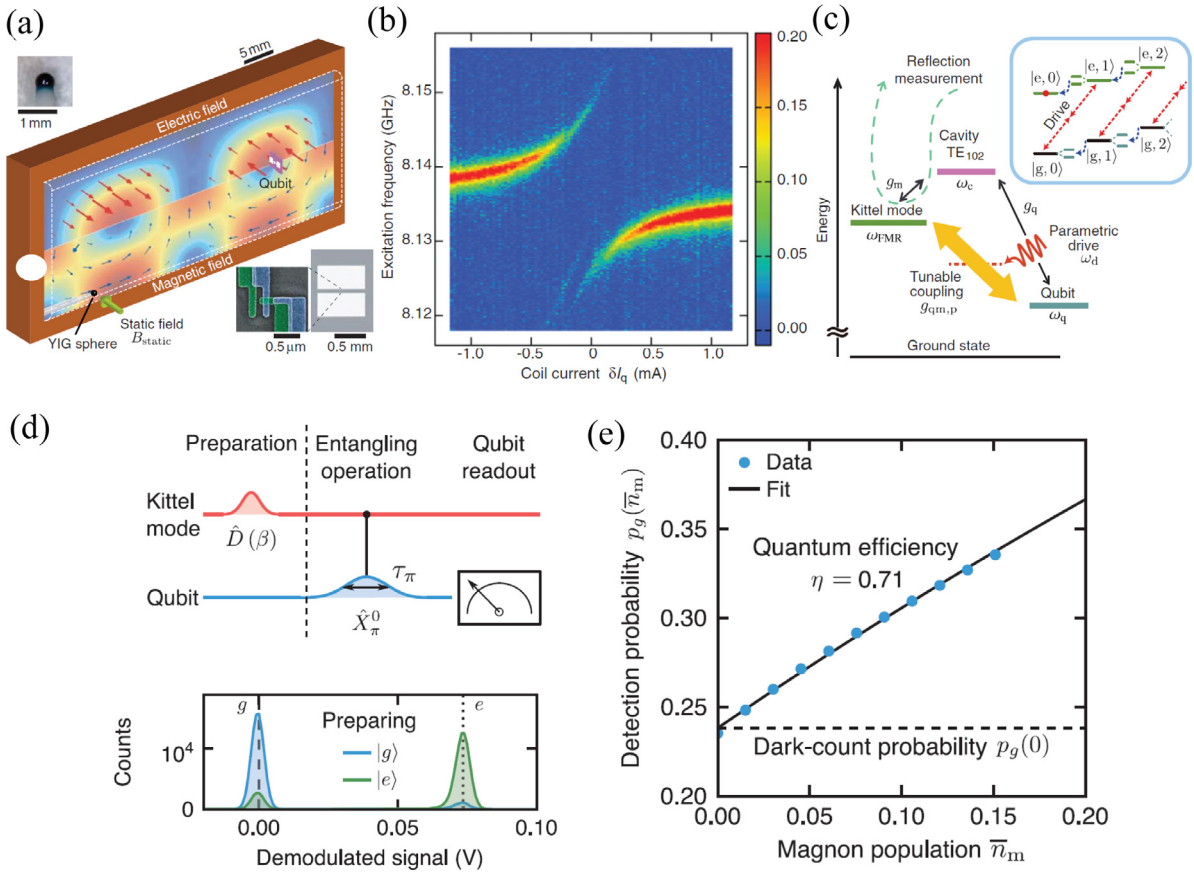 (a)
5 mm
1 mm
Electric field
Qubit
Magnetic field
Static field
B_static
YIG sphere
0.5 μm
0.5 mm
(b)
Excitation frequency (GHz)
8.15
8.14
8.13
8.12
-1.0
-0.5
0
0.5
1.0
Coil current δI_q (mA)
0.20
0.15
0.10
0.05
0.00
(c)
Reflection
measurement
Cavity
TE₁₀₂
ω_c
g_m
g_q
Kittel mode
ω_FMR
Energy
Parametric
drive
ω_d
Tunable
coupling
g_qm,p
Qubit
ω_q
Ground state
|e, 0⟩
|e, 1⟩
|e, 2⟩
Drive
|g, 0⟩
|g, 1⟩
|g, 2⟩
(d)
Preparation
Entangling
operation
Qubit
readout
Kittel
mode
D̂ (β)
Qubit
τ_π
X̂_π^0
g
e
Preparing
|g⟩
|e⟩
Counts
10⁴
0
0.00
0.05
0.10
Demodulated signal (V)
(e)
Detection probability p_g(n̄_m)
0.40
0.35
0.30
0.25
0.20
Data
Fit
Quantum efficiency
η = 0.71
Dark-count probability p_g(0)
0.00
0.05
0.10
0.15
0.20
Magnon population n̄_m